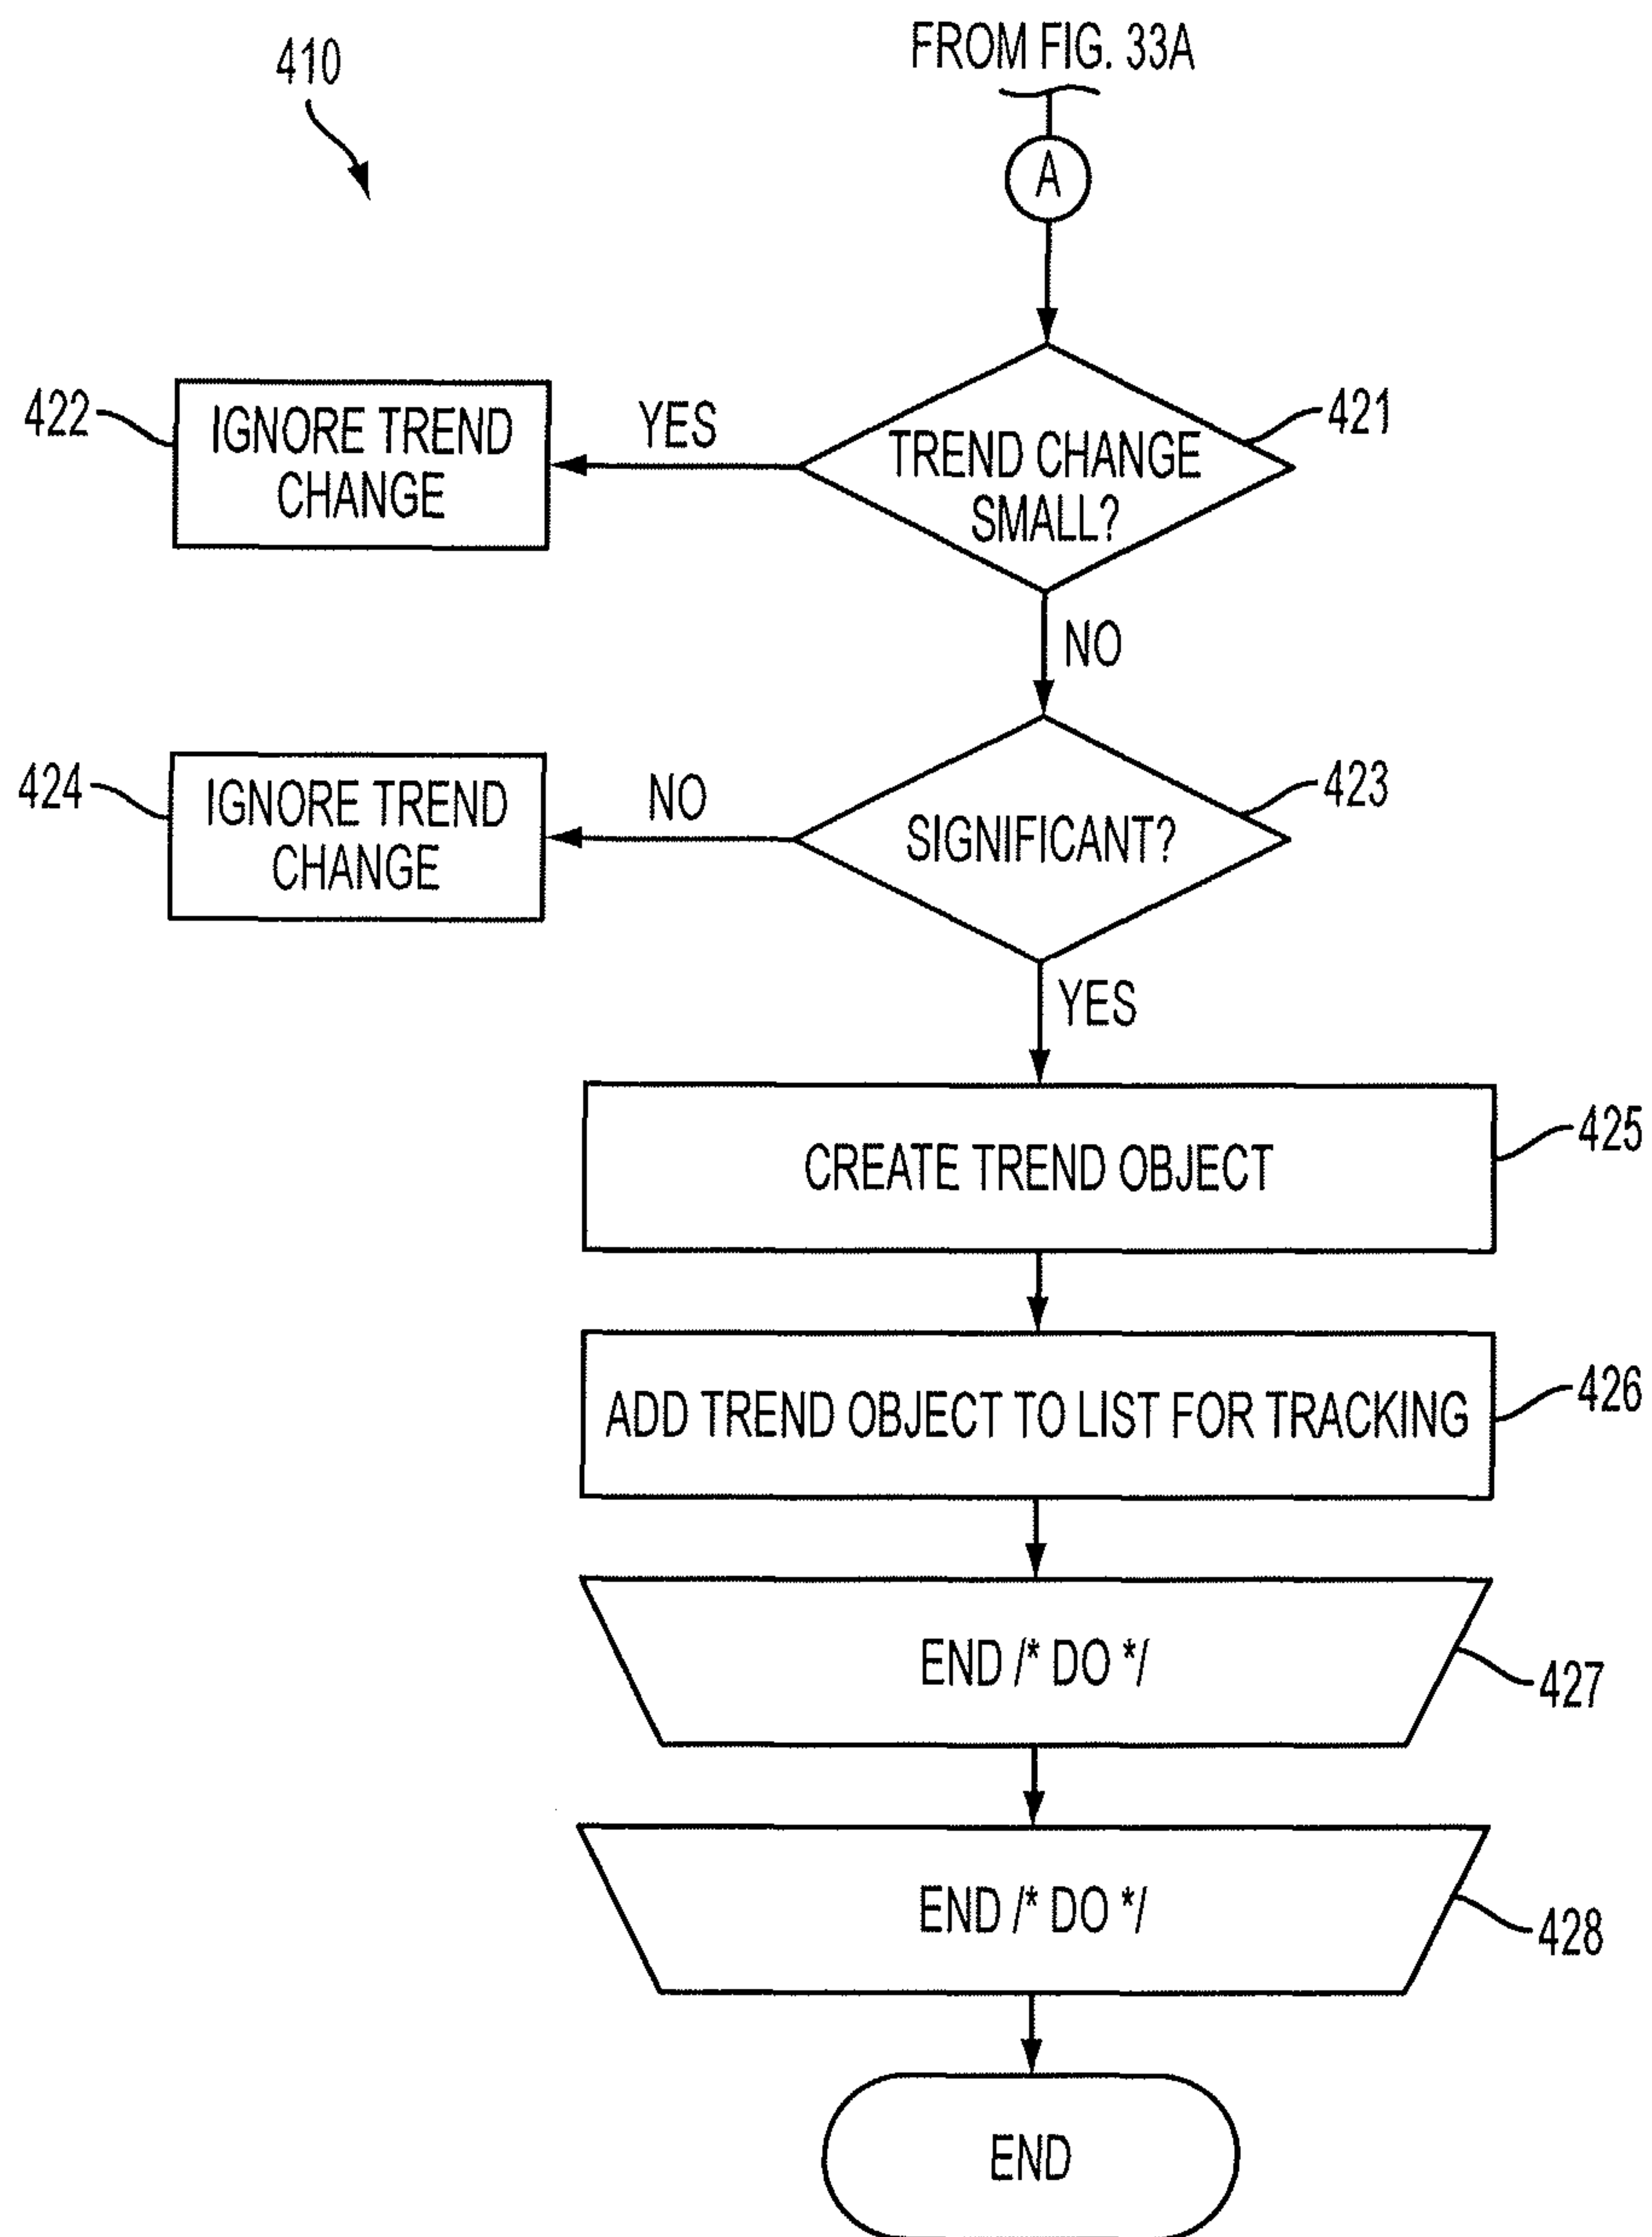 410
FROM FIG. 33A
A
421
422
IGNORE TREND
CHANGE
YES
TREND CHANGE
SMALL?
NO
423
424
IGNORE TREND
CHANGE
NO
SIGNIFICANT?
YES
425
CREATE TREND OBJECT
426
ADD TREND OBJECT TO LIST FOR TRACKING
END /* DO */
427
END /* DO */
428
END